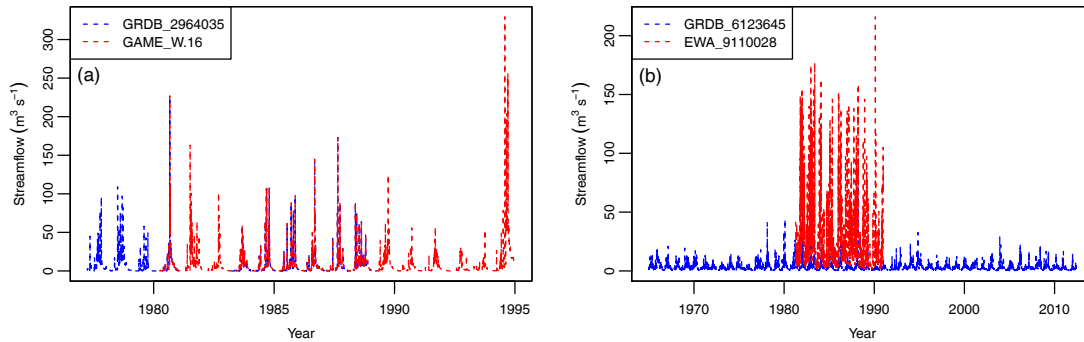 GRDB_2964035
GAME_W.16
(a)
Streamflow (m³ s⁻¹)
300
250
200
150
100
50
0
1980
1985
1990
1995
Year
GRDB_6123645
EWA_9110028
(b)
Streamflow (m³ s⁻¹)
200
150
100
50
0
1970
1980
1990
2000
2010
Year